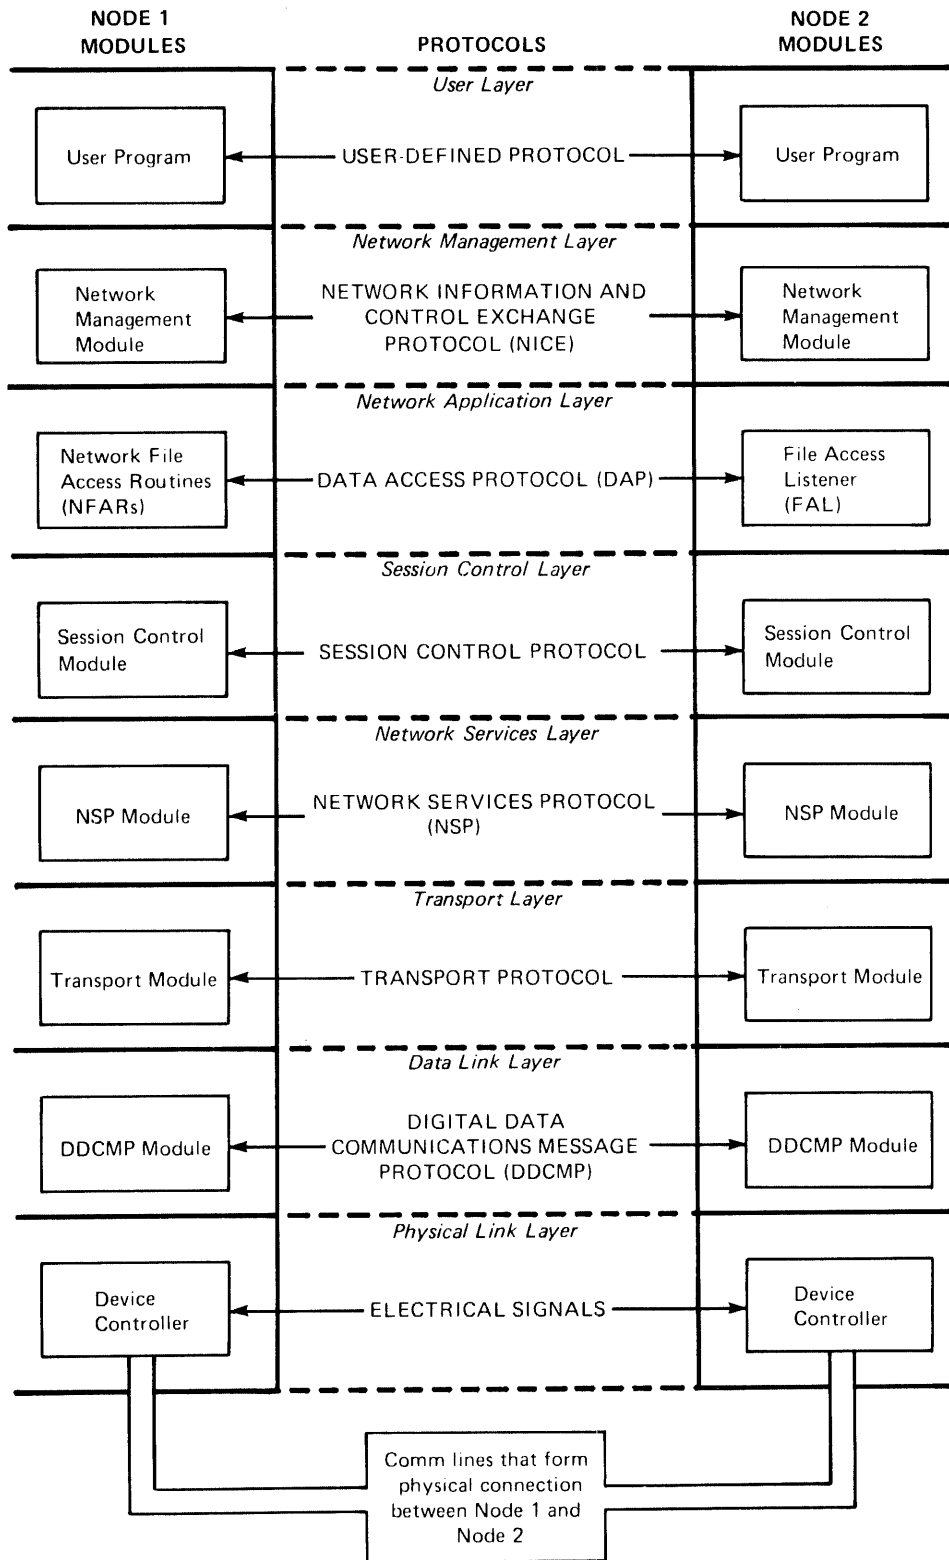 NODE 1
MODULES
PROTOCOLS
NODE 2
MODULES
User Layer
User Program
USER-DEFINED PROTOCOL
User Program
Network Management Layer
Network
Management
Module
NETWORK INFORMATION AND
CONTROL EXCHANGE
PROTOCOL (NICE)
Network
Management
Module
Network Application Layer
Network File
Access Routines
(NFARs)
DATA ACCESS PROTOCOL (DAP)
File Access
Listener
(FAL)
Session Control Layer
Session Control
Module
SESSION CONTROL PROTOCOL
Session Control
Module
Network Services Layer
NSP Module
NETWORK SERVICES PROTOCOL
(NSP)
NSP Module
Transport Layer
Transport Module
TRANSPORT PROTOCOL
Transport Module
Data Link Layer
DDCMP Module
DIGITAL DATA
COMMUNICATIONS MESSAGE
PROTOCOL (DDCMP)
DDCMP Module
Physical Link Layer
Device
Controller
ELECTRICAL SIGNALS
Device
Controller
Comm lines that form
physical connection
between Node 1 and
Node 2